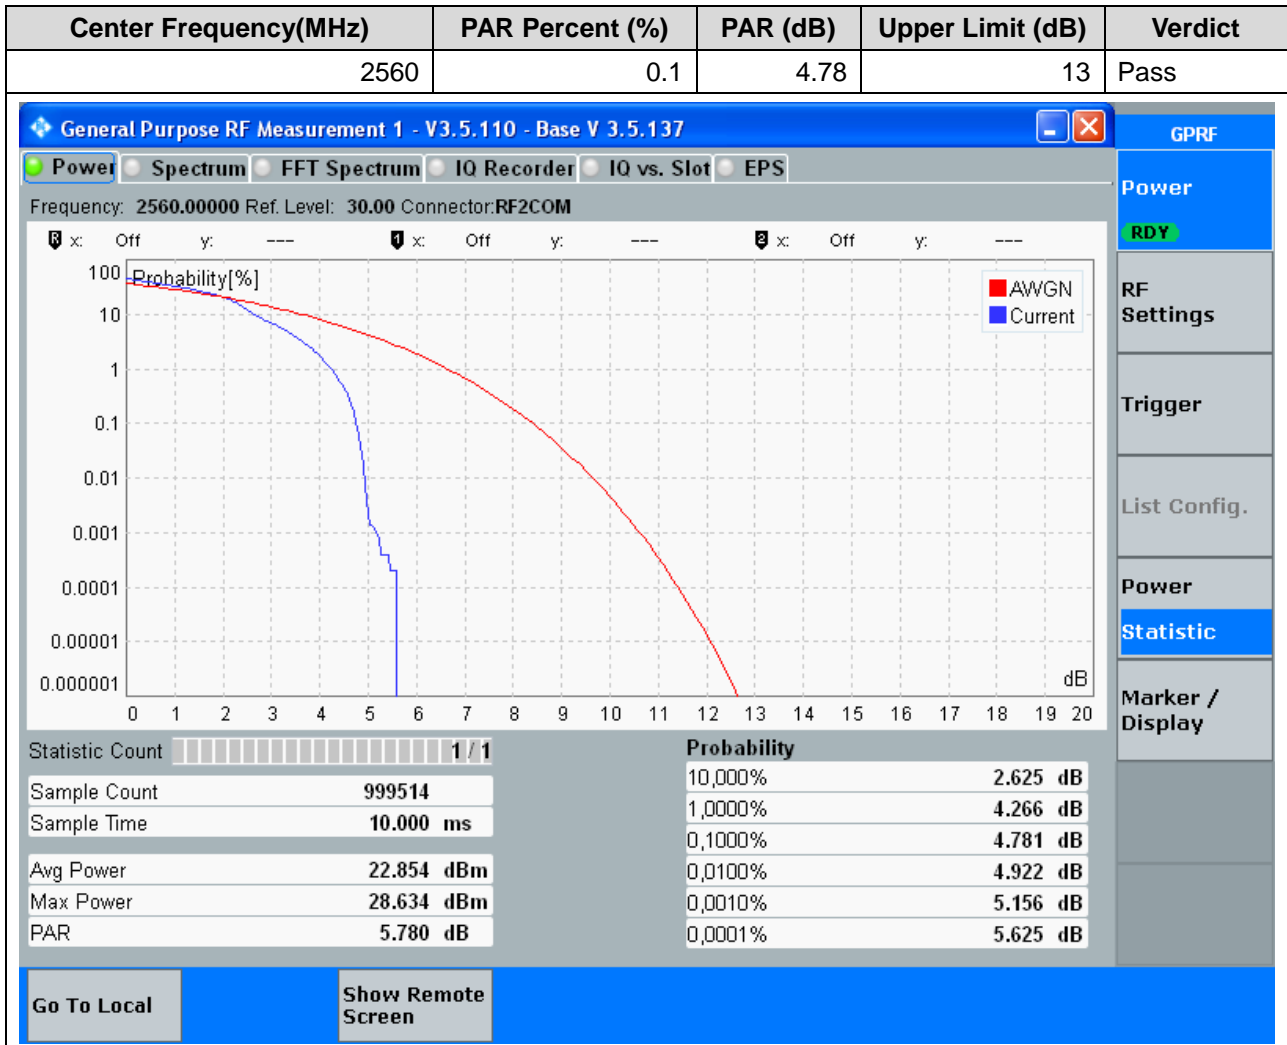 Center Frequency(MHz) PAR Percent (%) PAR (dB) Upper Limit (dB) Verdict
2560 0.1 4.78 13 Pass
General Purpose RF Measurement 1 - V3.5.110 - Base V 3.5.137
GPRF
Power Spectrum FFT Spectrum IQ Recorder IQ vs. Slot EPS
Power
RDY
Frequency: 2560.00000 Ref. Level: 30.00 Connector:RF2COM
R x: Off y: --- 1 x: Off y: --- 2 x: Off y: ---
Probability[%]
100
10
1
0.1
0.01
0.001
0.0001
0.00001
0.000001
AWGN
Current
dB
0 1 2 3 4 5 6 7 8 9 10 11 12 13 14 15 16 17 18 19 20
RF
Settings
Trigger
List Config.
Power
Statistic
Marker /
Display
Statistic Count 1 / 1
Sample Count 999514
Sample Time 10.000 ms
Avg Power 22.854 dBm
Max Power 28.634 dBm
PAR 5.780 dB
Probability
10,000% 2.625 dB
1,0000% 4.266 dB
0,1000% 4.781 dB
0,0100% 4.922 dB
0,0010% 5.156 dB
0,0001% 5.625 dB
Go To Local
Show Remote
Screen